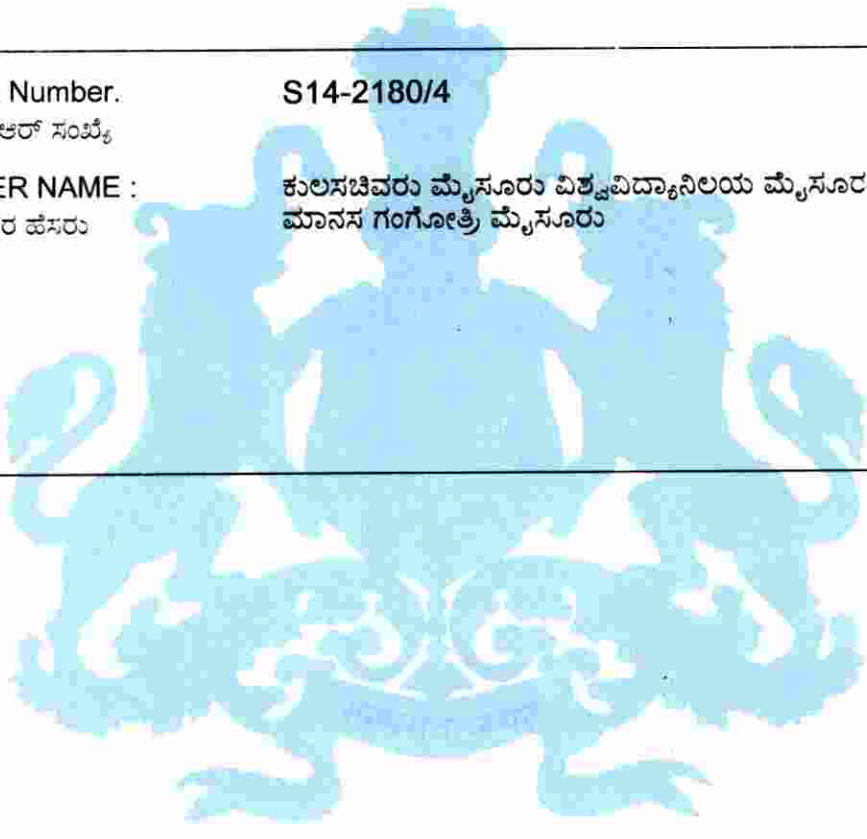 Number. S14-2180/4
ಆರ್ ಸಂಖ್ಯೆ
ER NAME : ಕುಲಸಚಿವರು ಮೈಸೂರು ವಿಶ್ವವಿದ್ಯಾನಿಲಯ ಮೈಸೂರ
ರ ಹೆಸರು ಮಾನಸ ಗಂಗೋತ್ರಿ ಮೈಸೂರು